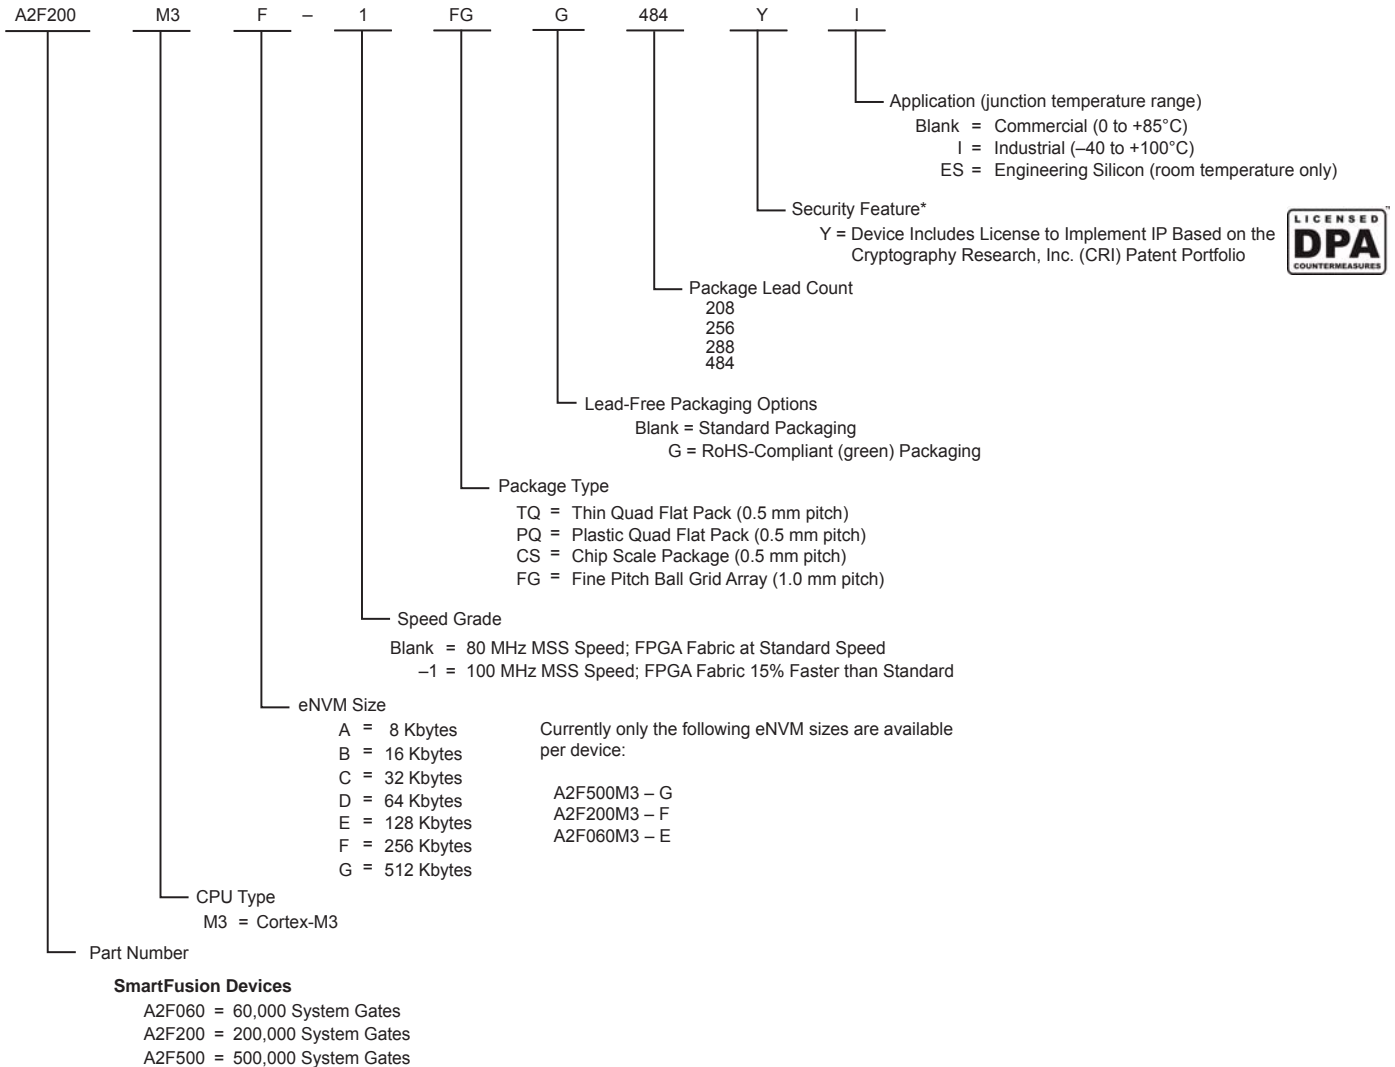 A2F200 M3 F – 1 FG G 484 Y I
Application (junction temperature range)
Blank = Commercial (0 to +85°C)
I = Industrial (–40 to +100°C)
ES = Engineering Silicon (room temperature only)
Security Feature*
Y = Device Includes License to Implement IP Based on the
Cryptography Research, Inc. (CRI) Patent Portfolio
LICENSED
DPA
COUNTERMEASURES
™
Package Lead Count
208
256
288
484
Lead-Free Packaging Options
Blank = Standard Packaging
G = RoHS-Compliant (green) Packaging
Package Type
TQ = Thin Quad Flat Pack (0.5 mm pitch)
PQ = Plastic Quad Flat Pack (0.5 mm pitch)
CS = Chip Scale Package (0.5 mm pitch)
FG = Fine Pitch Ball Grid Array (1.0 mm pitch)
Speed Grade
Blank = 80 MHz MSS Speed; FPGA Fabric at Standard Speed
–1 = 100 MHz MSS Speed; FPGA Fabric 15% Faster than Standard
eNVM Size
A = 8 Kbytes
B = 16 Kbytes
C = 32 Kbytes
D = 64 Kbytes
E = 128 Kbytes
F = 256 Kbytes
G = 512 Kbytes
Currently only the following eNVM sizes are available
per device:
A2F500M3 – G
A2F200M3 – F
A2F060M3 – E
CPU Type
M3 = Cortex-M3
Part Number
SmartFusion Devices
A2F060 = 60,000 System Gates
A2F200 = 200,000 System Gates
A2F500 = 500,000 System Gates